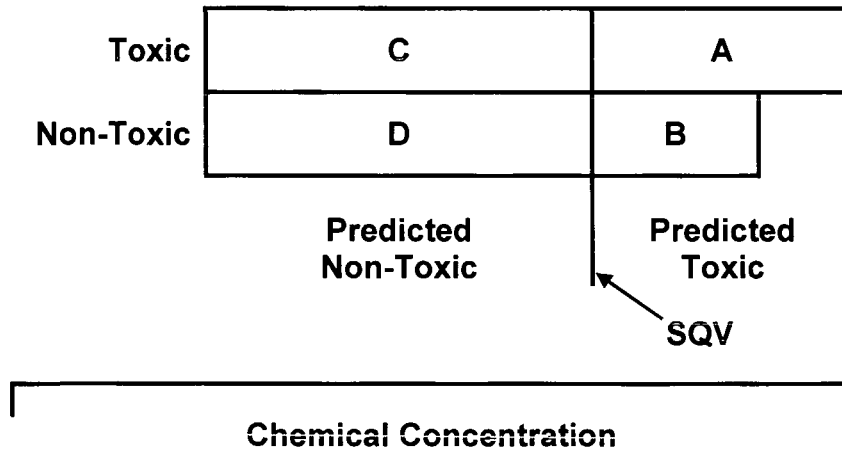 Toxic C A
Non-Toxic D B
Predicted Predicted
Non-Toxic Toxic
SQV
Chemical Concentration